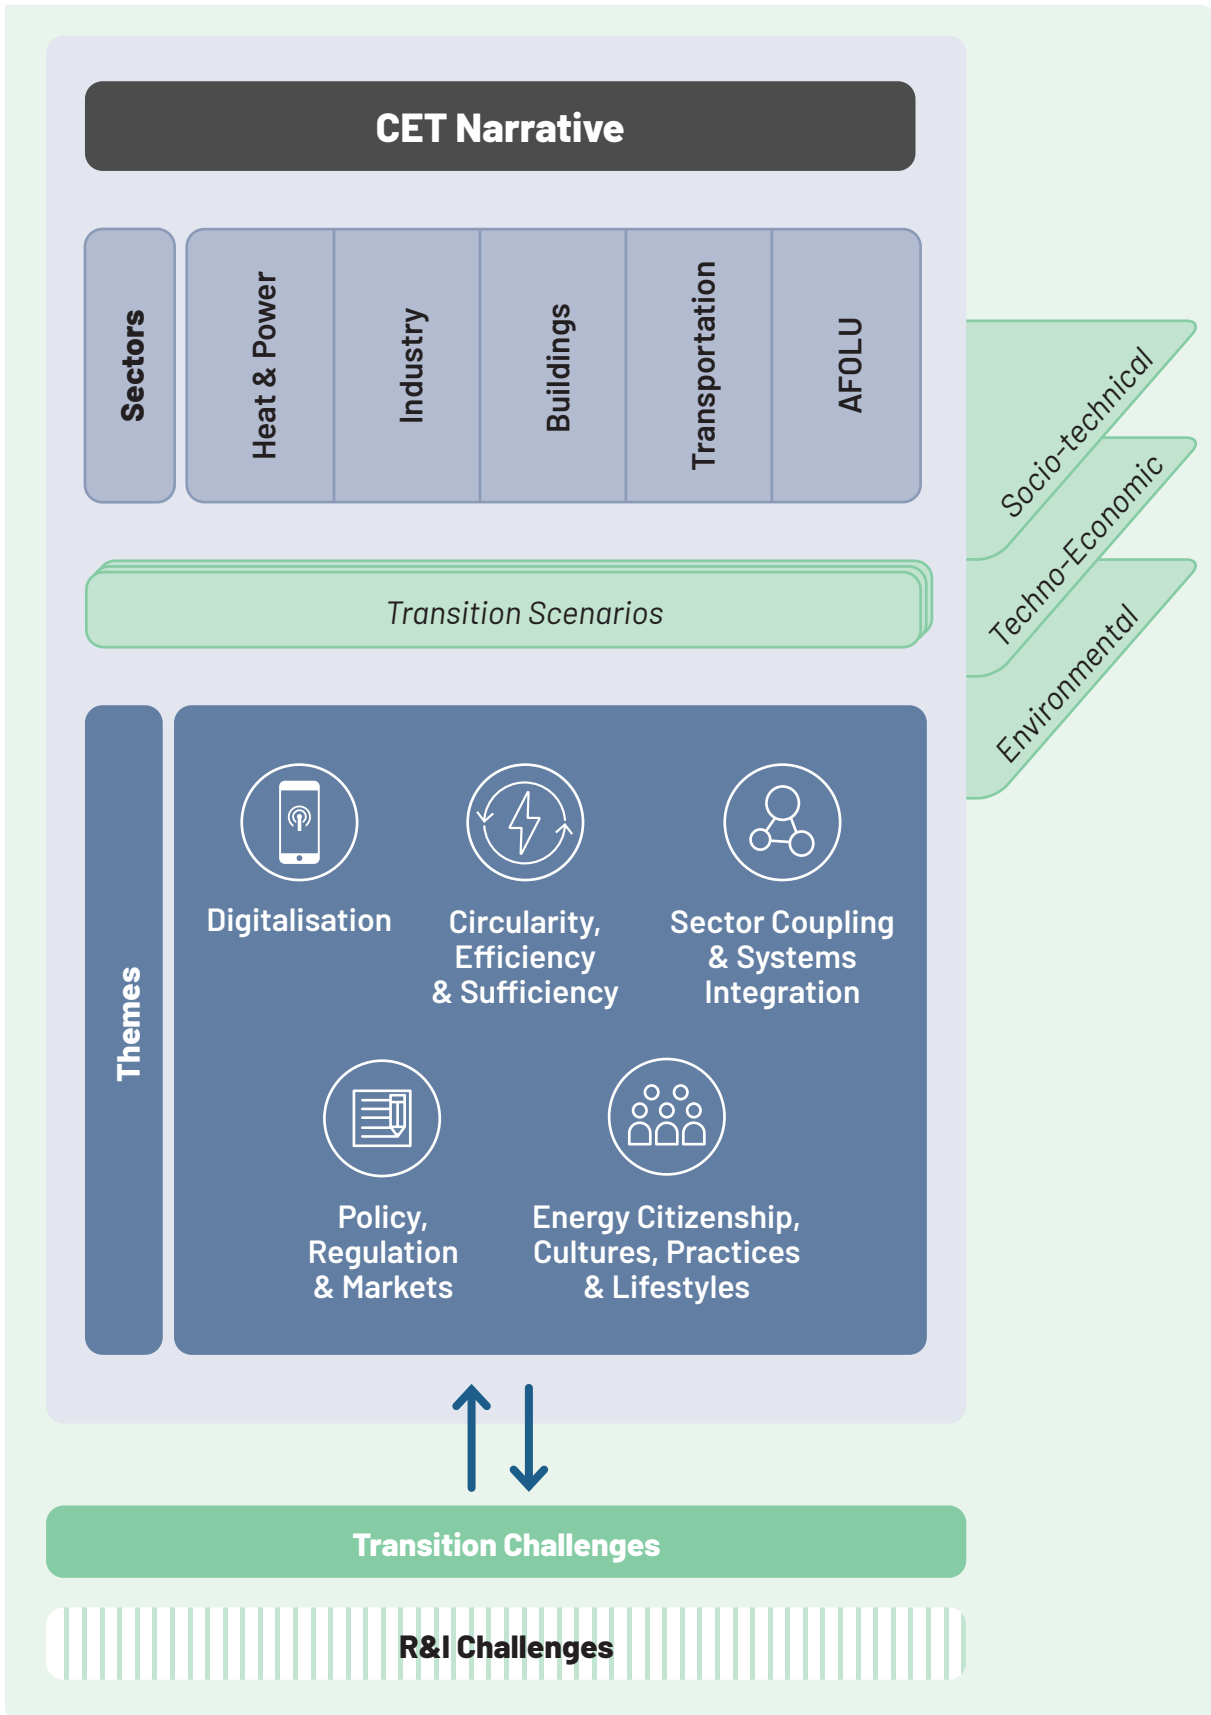 CET Narrative
Sectors
Heat & Power
Industry
Buildings
Transportation
AFOLU
Socio-technical
Techno-Economic
Environmental
Transition Scenarios
Themes
Digitalisation
Circularity,
Efficiency
& Sufficiency
Sector Coupling
& Systems
Integration
Policy,
Regulation
& Markets
Energy Citizenship,
Cultures, Practices
& Lifestyles
Transition Challenges
R&I Challenges